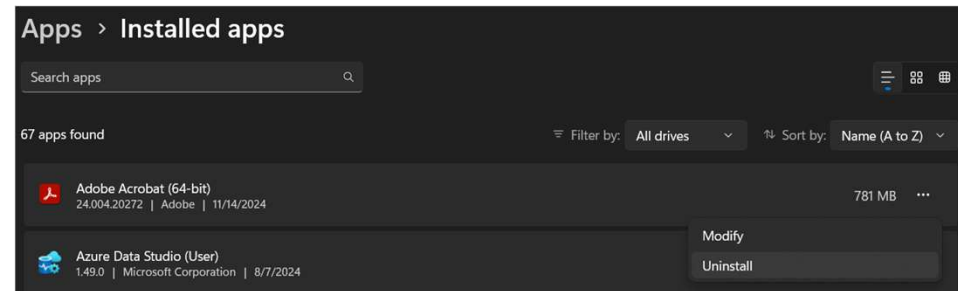 Apps > Installed apps
Search apps
67 apps found
Filter by: All drives
Sort by: Name (A to Z)
Adobe Acrobat (64-bit)
24.004.20272 | Adobe | 11/14/2024
781 MB
Modify
Uninstall
Azure Data Studio (User)
1.49.0 | Microsoft Corporation | 8/7/2024